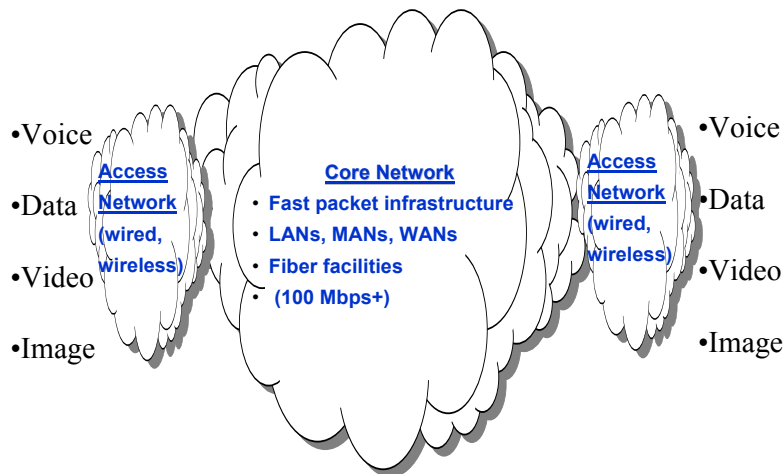 •Voice
•Data
•Video
•Image
Access
Network
(wired,
wireless)
Core Network
• Fast packet infrastructure
• LANs, MANs, WANs
• Fiber facilities
• (100 Mbps+)
Access
Network
(wired,
wireless)
•Voice
•Data
•Video
•Image